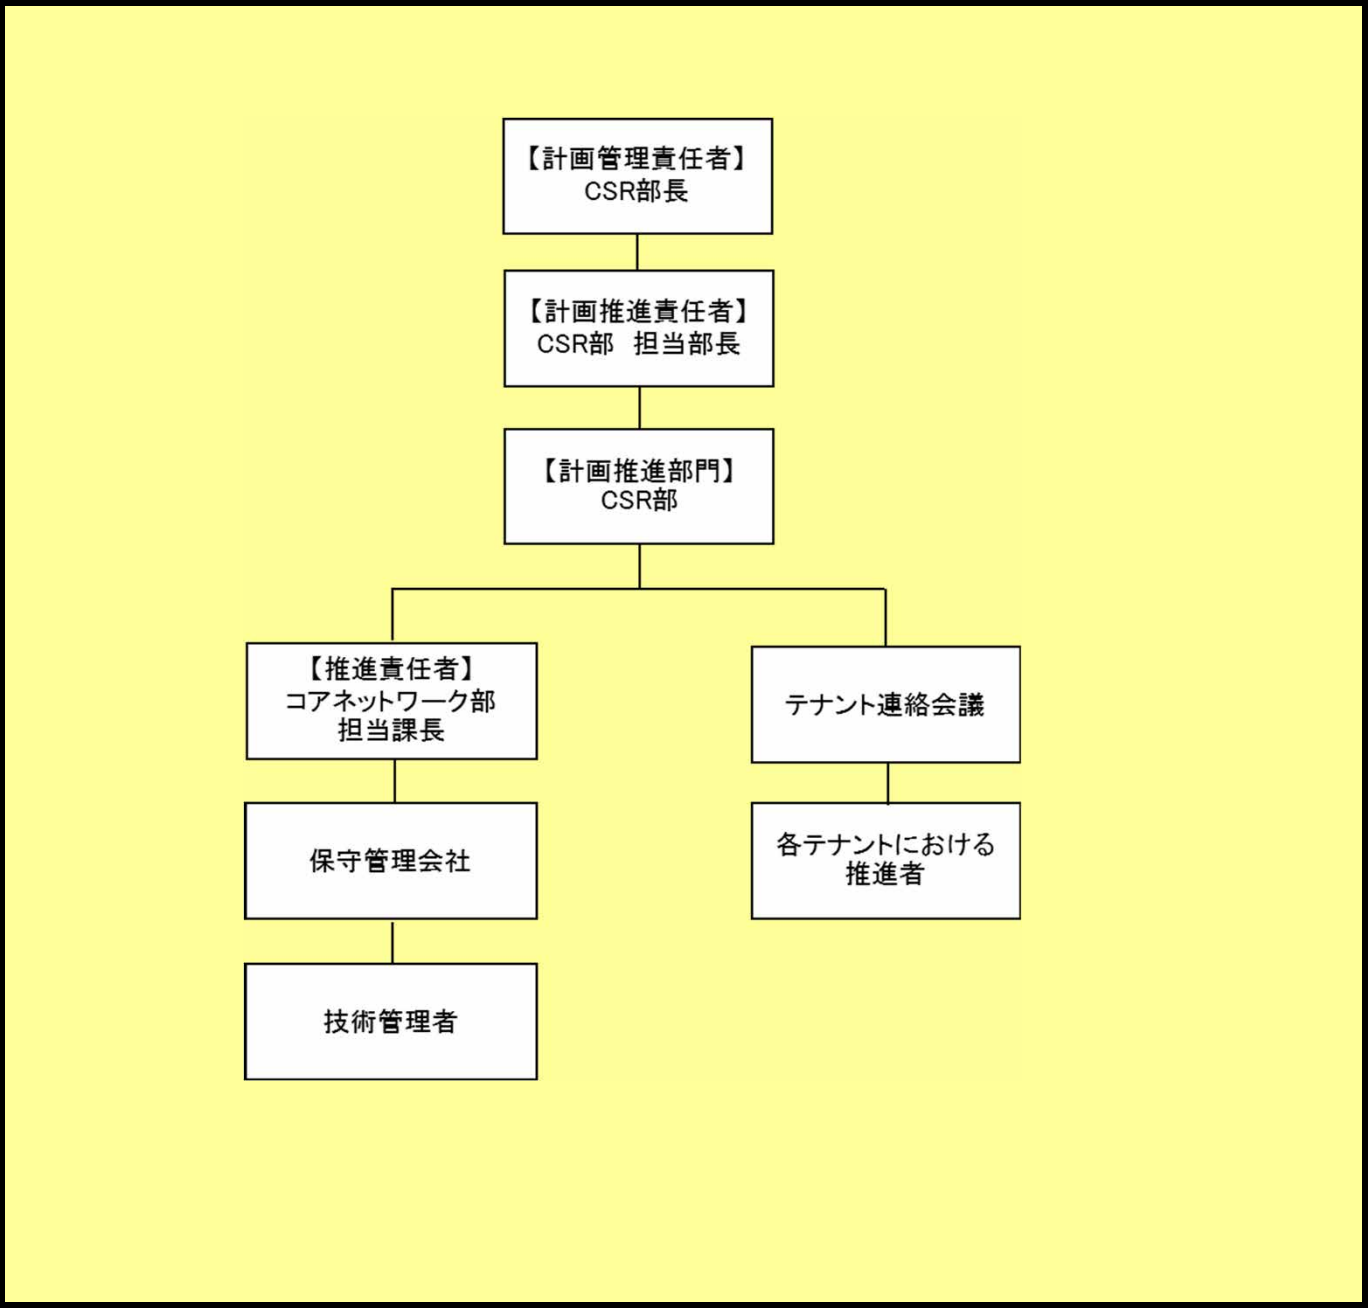 【計画管理責任者】
CSR部長
【計画推進責任者】
CSR部　担当部長
【計画推進部門】
CSR部
【推進責任者】
コアネットワーク部
担当課長
テナント連絡会議
保守管理会社
各テナントにおける
推進者
技術管理者